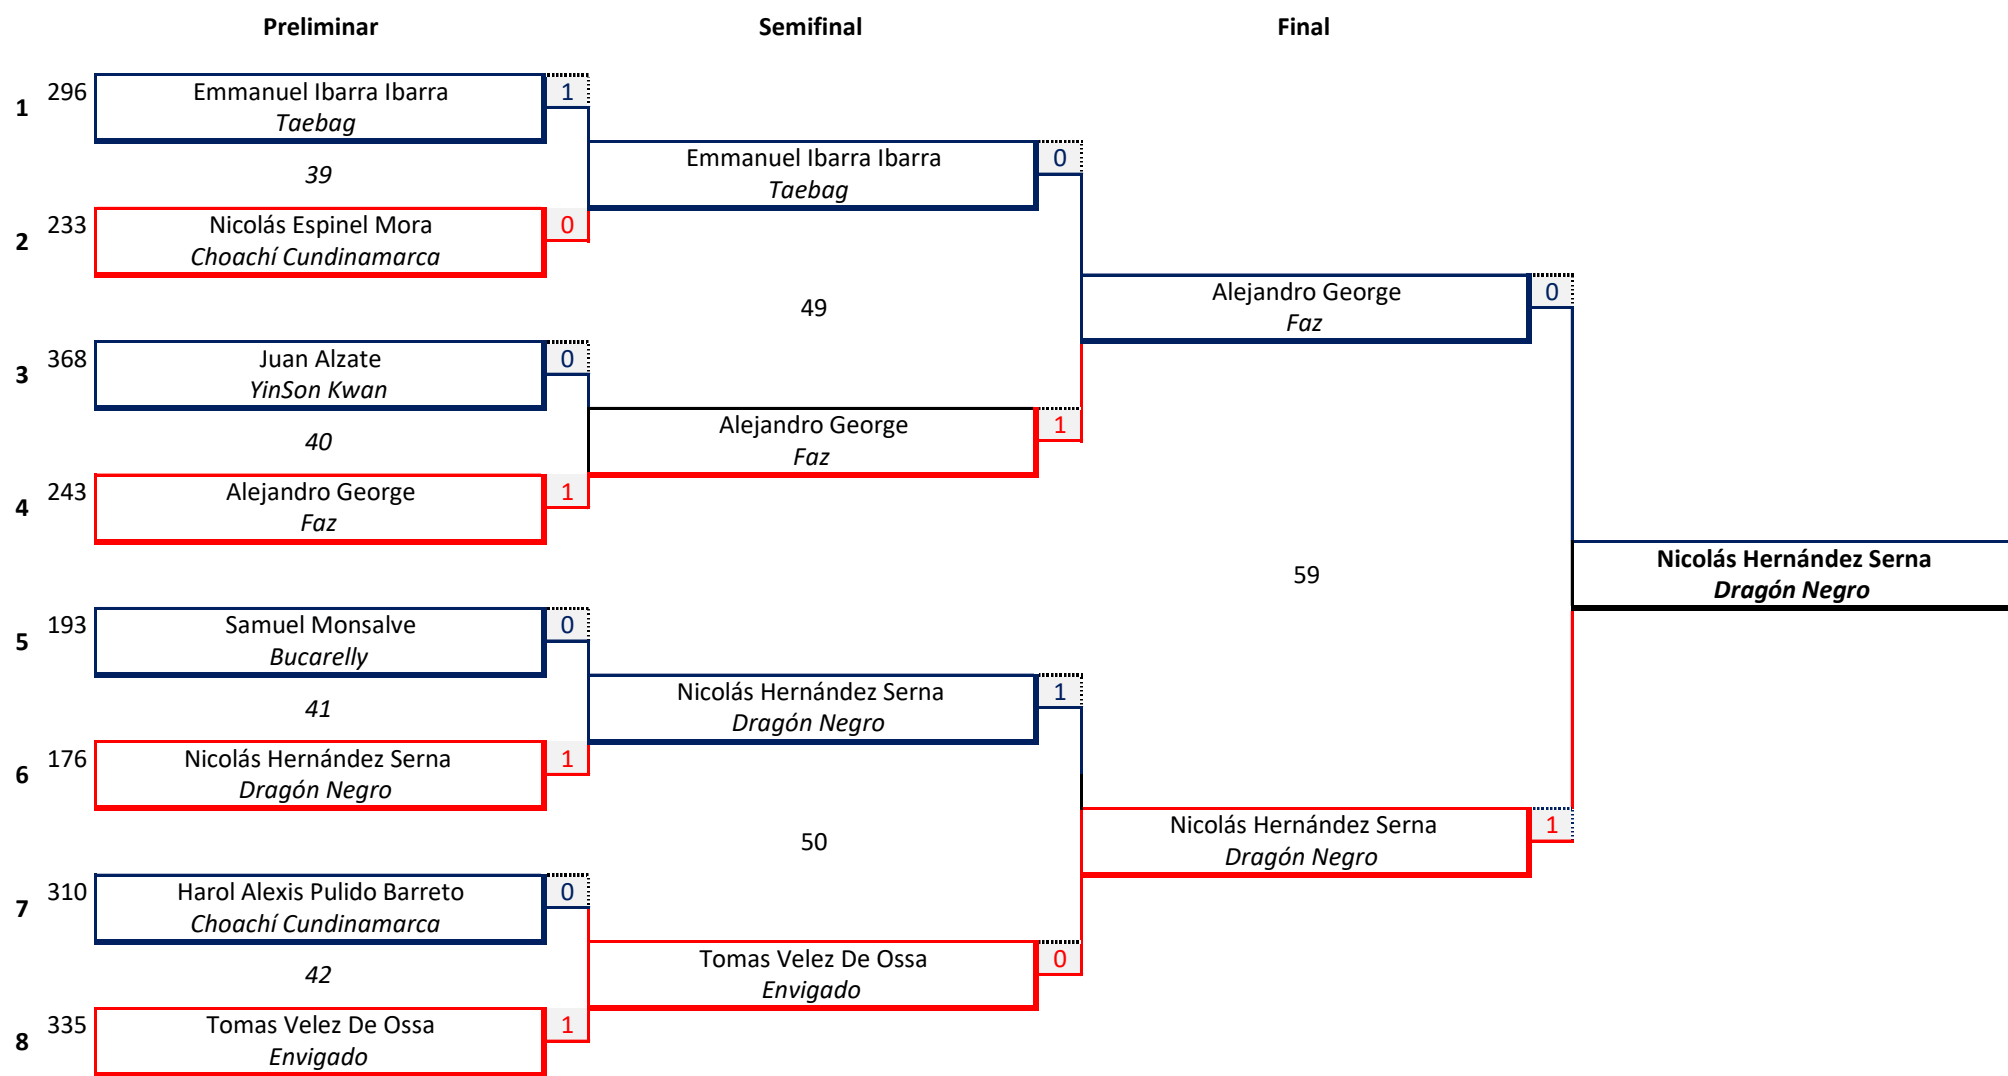 Preliminar
Semifinal
Final
1 296 Emmanuel Ibarra Ibarra 1
Taebag
39
2 233 Nicolás Espinel Mora 0
Choachí Cundinamarca
3 368 Juan Alzate 0
YinSon Kwan
40
4 243 Alejandro George 1
Faz
5 193 Samuel Monsalve 0
Bucarelly
41
6 176 Nicolás Hernández Serna 1
Dragón Negro
7 310 Harol Alexis Pulido Barreto 0
Choachí Cundinamarca
42
8 335 Tomas Velez De Ossa 1
Envigado
Emmanuel Ibarra Ibarra 0
Taebag
49
Alejandro George 1
Faz
Nicolás Hernández Serna 1
Dragón Negro
50
Tomas Velez De Ossa 0
Envigado
Alejandro George 0
Faz
59
Nicolás Hernández Serna 1
Dragón Negro
Nicolás Hernández Serna
Dragón Negro